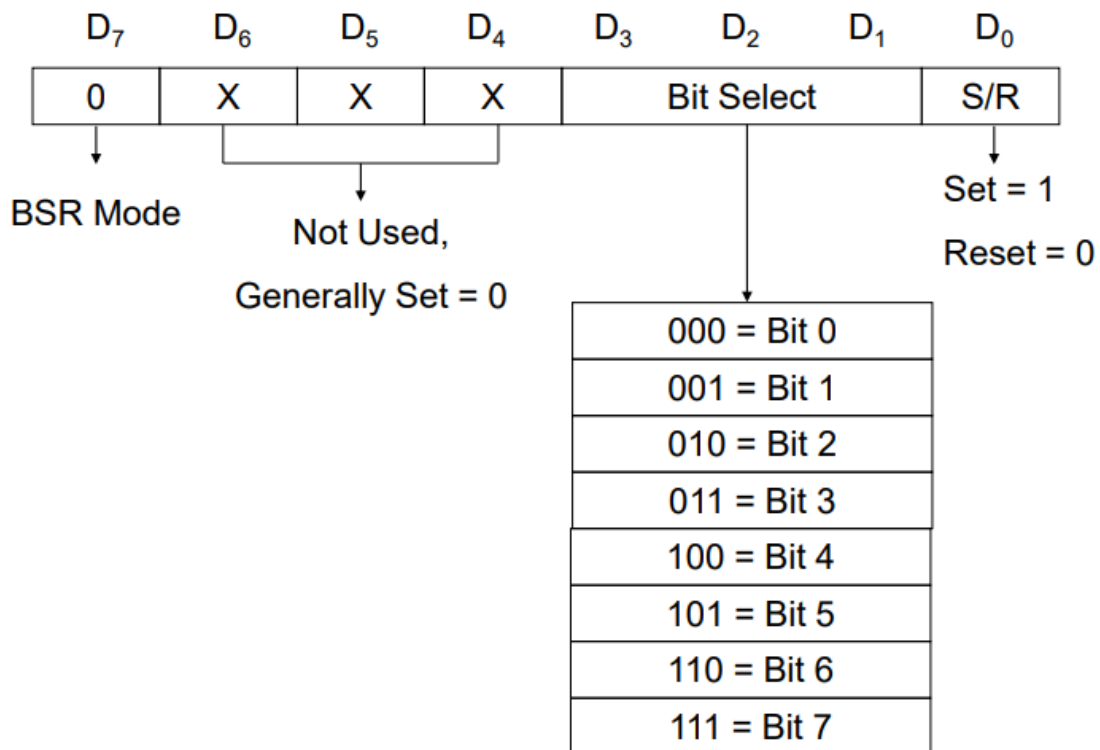 D₇ D₆ D₅ D₄ D₃ D₂ D₁ D₀
0 X X X Bit Select S/R
BSR Mode
Not Used,
Generally Set = 0
Set = 1
Reset = 0
000 = Bit 0
001 = Bit 1
010 = Bit 2
011 = Bit 3
100 = Bit 4
101 = Bit 5
110 = Bit 6
111 = Bit 7